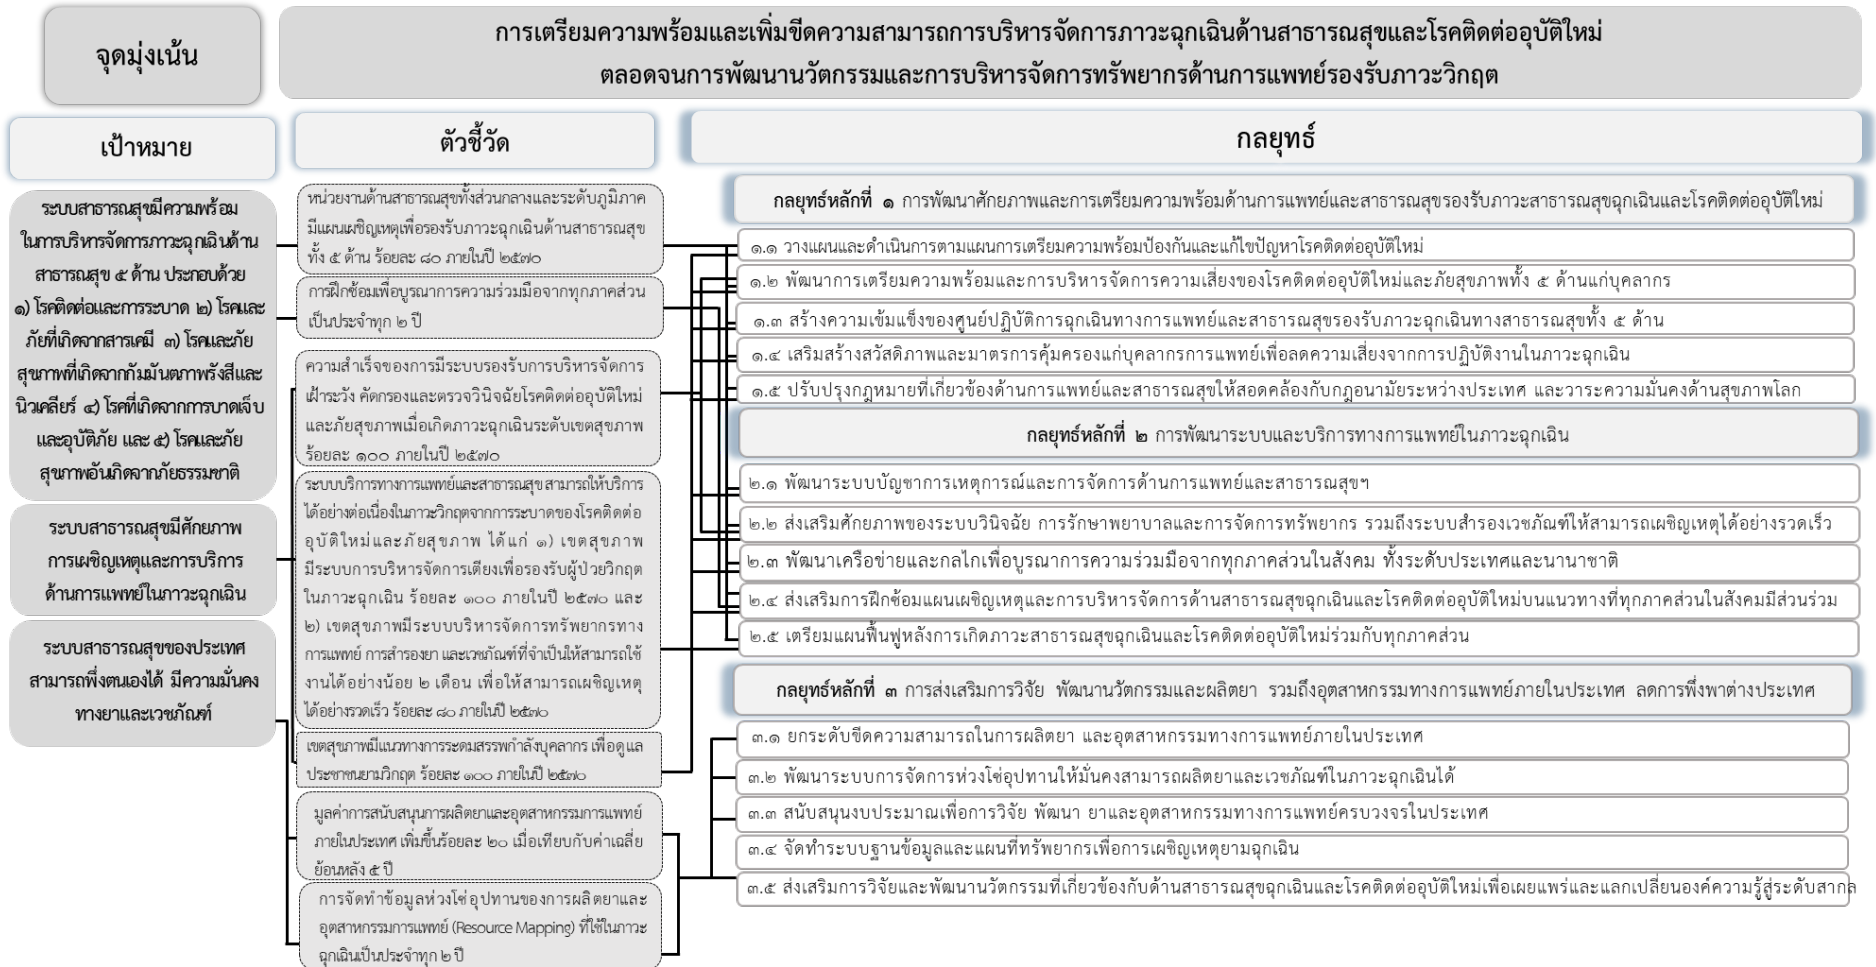 จุดมุ่งเน้น
การเตรียมความพร้อมและเพิ่มขีดความสามารถการบริหารจัดการภาวะฉุกเฉินด้านสาธารณสุขและโรคติดต่ออุบัติใหม่
ตลอดจนการพัฒนานวัตกรรมและการบริหารจัดการทรัพยากรด้านการแพทย์รองรับภาวะวิกฤต
เป้าหมาย
ระบบสาธารณสุขมีความพร้อม
ในการบริหารจัดการภาวะฉุกเฉินด้าน
สาธารณสุข ๕ ด้าน ประกอบด้วย
๑) โรคติดต่อและการระบาด ๒) โรคและ
ภัยที่เกิดจากสารเคมี ๓) โรคและภัย
สุขภาพที่เกิดจากกัมมันตภาพรังสีและ
นิวเคลียร์ ๔) โรคที่เกิดจากการบาดเจ็บ
และอุบัติภัย และ ๕) โรคและภัย
สุขภาพอันเกิดจากภัยธรรมชาติ
ระบบสาธารณสุขมีศักยภาพ
การเผชิญเหตุและการบริการ
ด้านการแพทย์ในภาวะฉุกเฉิน
ระบบสาธารณสุขของประเทศ
สามารถพึ่งตนเองได้ มีความมั่นคง
ทางยาและเวชภัณฑ์
ตัวชี้วัด
หน่วยงานด้านสาธารณสุขทั้งส่วนกลางและระดับภูมิภาค
มีแผนเผชิญเหตุเพื่อรองรับภาวะฉุกเฉินด้านสาธารณสุข
ทั้ง ๕ ด้าน ร้อยละ ๘๐ ภายในปี ๒๕๗๐
การฝึกซ้อมเพื่อบูรณาการความร่วมมือจากทุกภาคส่วน
เป็นประจำทุก ๒ ปี
ความสำเร็จของการมีระบบรองรับการบริหารจัดการ
เฝ้าระวัง คัดกรองและตรวจวินิจฉัยโรคติดต่ออุบัติใหม่
และภัยสุขภาพเมื่อเกิดภาวะฉุกเฉินระดับเขตสุขภาพ
ร้อยละ ๑๐๐ ภายในปี ๒๕๗๐
ระบบบริการทางการแพทย์และสาธารณสุข สามารถให้บริการ
ได้อย่างต่อเนื่องในภาวะวิกฤตจากการระบาดของโรคติดต่อ
อุบัติใหม่และภัยสุขภาพ ได้แก่ ๑) เขตสุขภาพ
มีระบบการบริหารจัดการเตียงเพื่อรองรับผู้ป่วยวิกฤต
ในภาวะฉุกเฉิน ร้อยละ ๑๐๐ ภายในปี ๒๕๗๐ และ
๒) เขตสุขภาพมีระบบบริหารจัดการทรัพยากรทาง
การแพทย์ การสำรองยา และเวชภัณฑ์ที่จำเป็นให้สามารถใช้
งานได้อย่างน้อย ๒ เดือน เพื่อให้สามารถเผชิญเหตุ
ได้อย่างรวดเร็ว ร้อยละ ๘๐ ภายในปี ๒๕๗๐
เขตสุขภาพมีแนวทางการระดมสรรพกำลังบุคลากร เพื่อดูแล
ประชาชนยามวิกฤต ร้อยละ ๑๐๐ ภายในปี ๒๕๗๐
มูลค่าการสนับสนุนการผลิตยาและอุตสาหกรรมการแพทย์
ภายในประเทศ เพิ่มขึ้นร้อยละ ๒๐ เมื่อเทียบกับค่าเฉลี่ย
ย้อนหลัง ๕ ปี
การจัดทำข้อมูลห่วงโซ่อุปทานของการผลิตยาและ
อุตสาหกรรมการแพทย์ (Resource Mapping) ที่ใช้ในภาวะ
ฉุกเฉินเป็นประจำทุก ๒ ปี
กลยุทธ์
กลยุทธ์หลักที่ ๑ การพัฒนาศักยภาพและการเตรียมความพร้อมด้านการแพทย์และสาธารณสุขรองรับภาวะสาธารณสุขฉุกเฉินและโรคติดต่ออุบัติใหม่
๑.๑ วางแผนและดำเนินการตามแผนการเตรียมความพร้อมป้องกันและแก้ไขปัญหาโรคติดต่ออุบัติใหม่
๑.๒ พัฒนาการเตรียมความพร้อมและการบริหารจัดการความเสี่ยงของโรคติดต่ออุบัติใหม่และภัยสุขภาพทั้ง ๕ ด้านแก่บุคลากร
๑.๓ สร้างความเข้มแข็งของศูนย์ปฏิบัติการฉุกเฉินทางการแพทย์และสาธารณสุขรองรับภาวะฉุกเฉินทางสาธารณสุขทั้ง ๕ ด้าน
๑.๔ เสริมสร้างสวัสดิภาพและมาตรการคุ้มครองแก่บุคลากรการแพทย์เพื่อลดความเสี่ยงจากการปฏิบัติงานในภาวะฉุกเฉิน
๑.๕ ปรับปรุงกฎหมายที่เกี่ยวข้องด้านการแพทย์และสาธารณสุขให้สอดคล้องกับกฎอนามัยระหว่างประเทศ และวาระความมั่นคงด้านสุขภาพโลก
กลยุทธ์หลักที่ ๒ การพัฒนาระบบและบริการทางการแพทย์ในภาวะฉุกเฉิน
๒.๑ พัฒนาระบบบัญชาการเหตุการณ์และการจัดการด้านการแพทย์และสาธารณสุขฯ
๒.๒ ส่งเสริมศักยภาพของระบบวินิจฉัย การรักษาพยาบาลและการจัดการทรัพยากร รวมถึงระบบสำรองเวชภัณฑ์ให้สามารถเผชิญเหตุได้อย่างรวดเร็ว
๒.๓ พัฒนาเครือข่ายและกลไกเพื่อบูรณาการความร่วมมือจากทุกภาคส่วนในสังคม ทั้งระดับประเทศและนานาชาติ
๒.๔ ส่งเสริมการฝึกซ้อมแผนเผชิญเหตุและการบริหารจัดการด้านสาธารณสุขฉุกเฉินและโรคติดต่ออุบัติใหม่บนแนวทางที่ทุกภาคส่วนในสังคมมีส่วนร่วม
๒.๕ เตรียมแผนฟื้นฟูหลังการเกิดภาวะสาธารณสุขฉุกเฉินและโรคติดต่ออุบัติใหม่ร่วมกับทุกภาคส่วน
กลยุทธ์หลักที่ ๓ การส่งเสริมการวิจัย พัฒนานวัตกรรมและผลิตยา รวมถึงอุตสาหกรรมทางการแพทย์ภายในประเทศ ลดการพึ่งพาต่างประเทศ
๓.๑ ยกระดับขีดความสามารถในการผลิตยา และอุตสาหกรรมทางการแพทย์ภายในประเทศ
๓.๒ พัฒนาระบบการจัดการห่วงโซ่อุปทานให้มั่นคงสามารถผลิตยาและเวชภัณฑ์ในภาวะฉุกเฉินได้
๓.๓ สนับสนุนงบประมาณเพื่อการวิจัย พัฒนา ยาและอุตสาหกรรมทางการแพทย์ครบวงจรในประเทศ
๓.๔ จัดทำระบบฐานข้อมูลและแผนที่ทรัพยากรเพื่อการเผชิญเหตุยามฉุกเฉิน
๓.๕ ส่งเสริมการวิจัยและพัฒนานวัตกรรมที่เกี่ยวข้องกับด้านสาธารณสุขฉุกเฉินและโรคติดต่ออุบัติใหม่เพื่อเผยแพร่และแลกเปลี่ยนองค์ความรู้สู่ระดับสากล